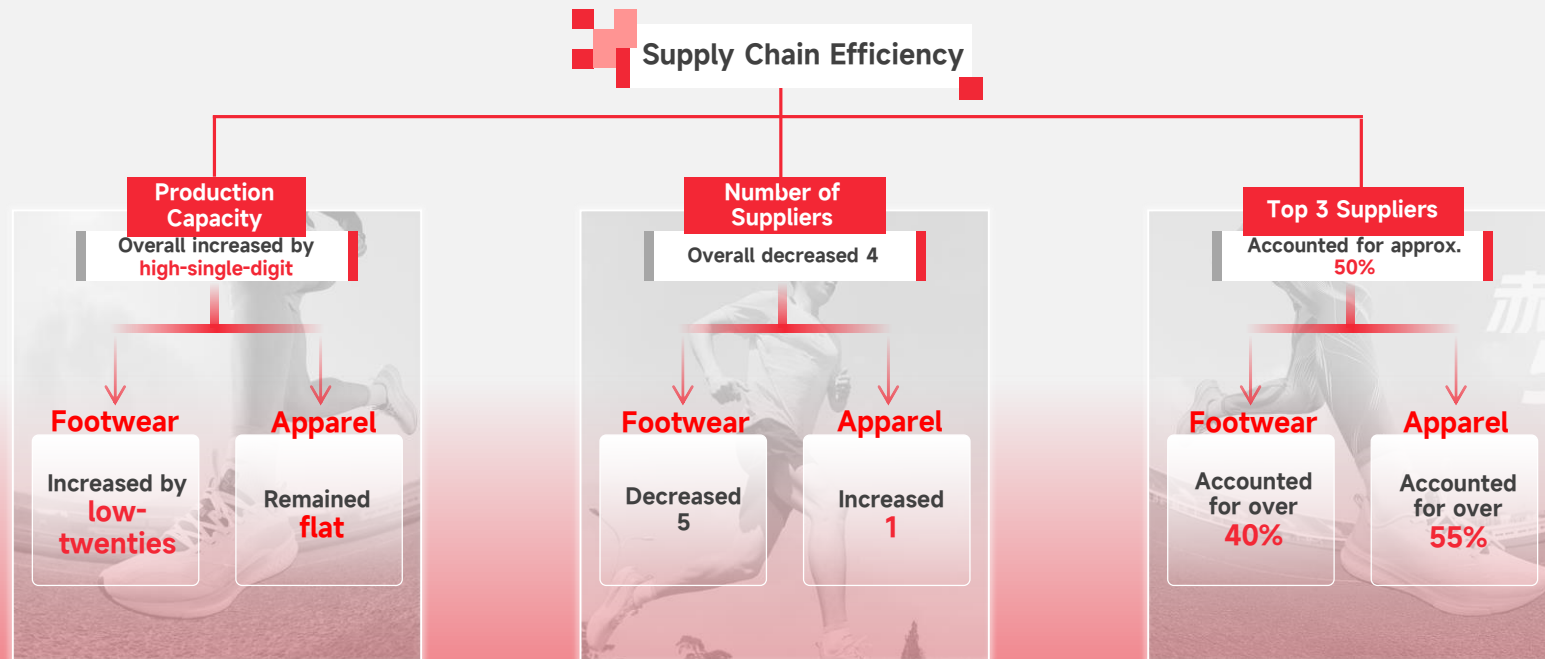 Supply Chain Efficiency
Production
Capacity
Overall increased by
high-single-digit
Footwear
Increased by
low-
twenties
Apparel
Remained
flat
Number of
Suppliers
Overall decreased 4
Footwear
Decreased
5
Apparel
Increased
1
Top 3 Suppliers
Accounted for approx.
50%
Footwear
Accounted
for over
40%
Apparel
Accounted
for over
55%